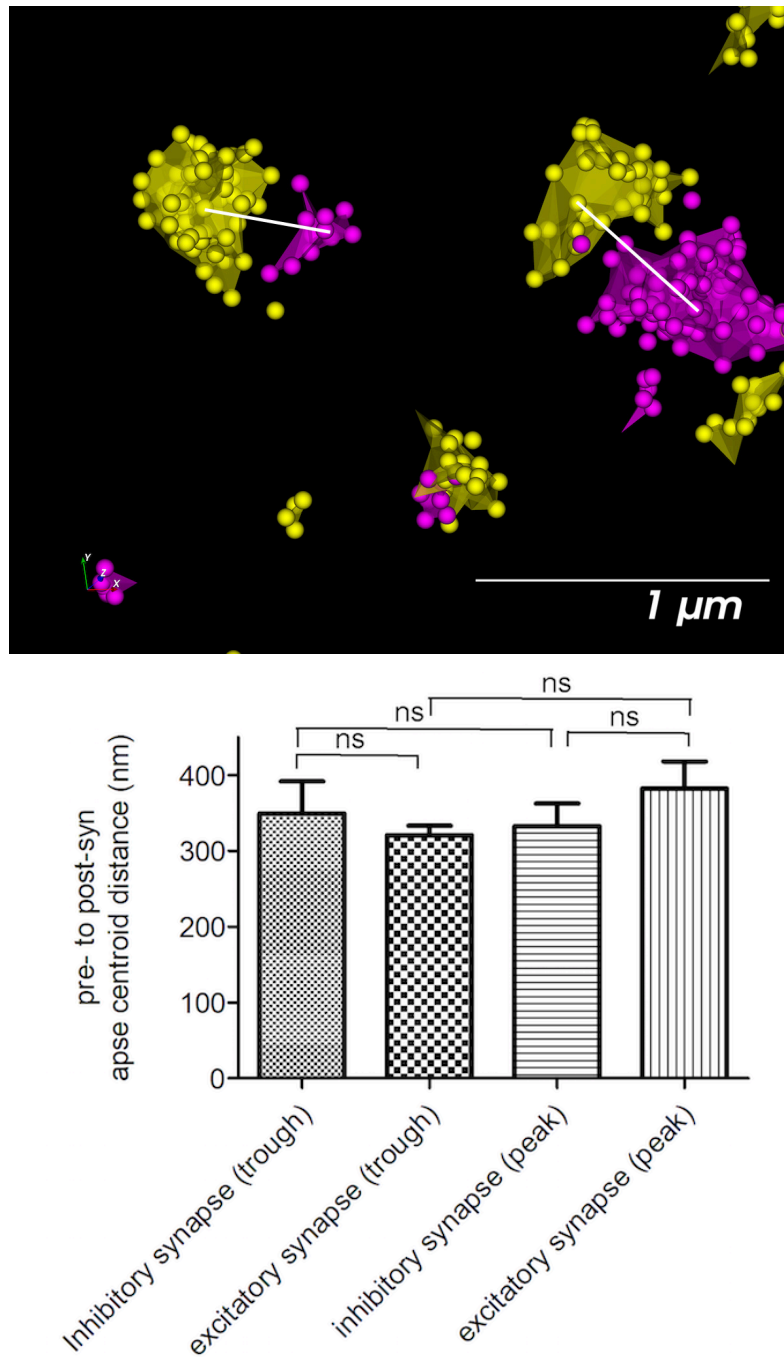 Y
Z
X
1 µm
ns
ns
ns
ns
400
300
200
100
0
pre- to post-syn
apse centroid distance (nm)
Inhibitory synapse (trough)
excitatory synapse (trough)
inhibitory synapse (peak)
excitatory synapse (peak)